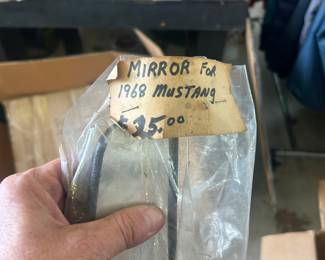 MIRROR For
1968 MUSTANG
$25.00